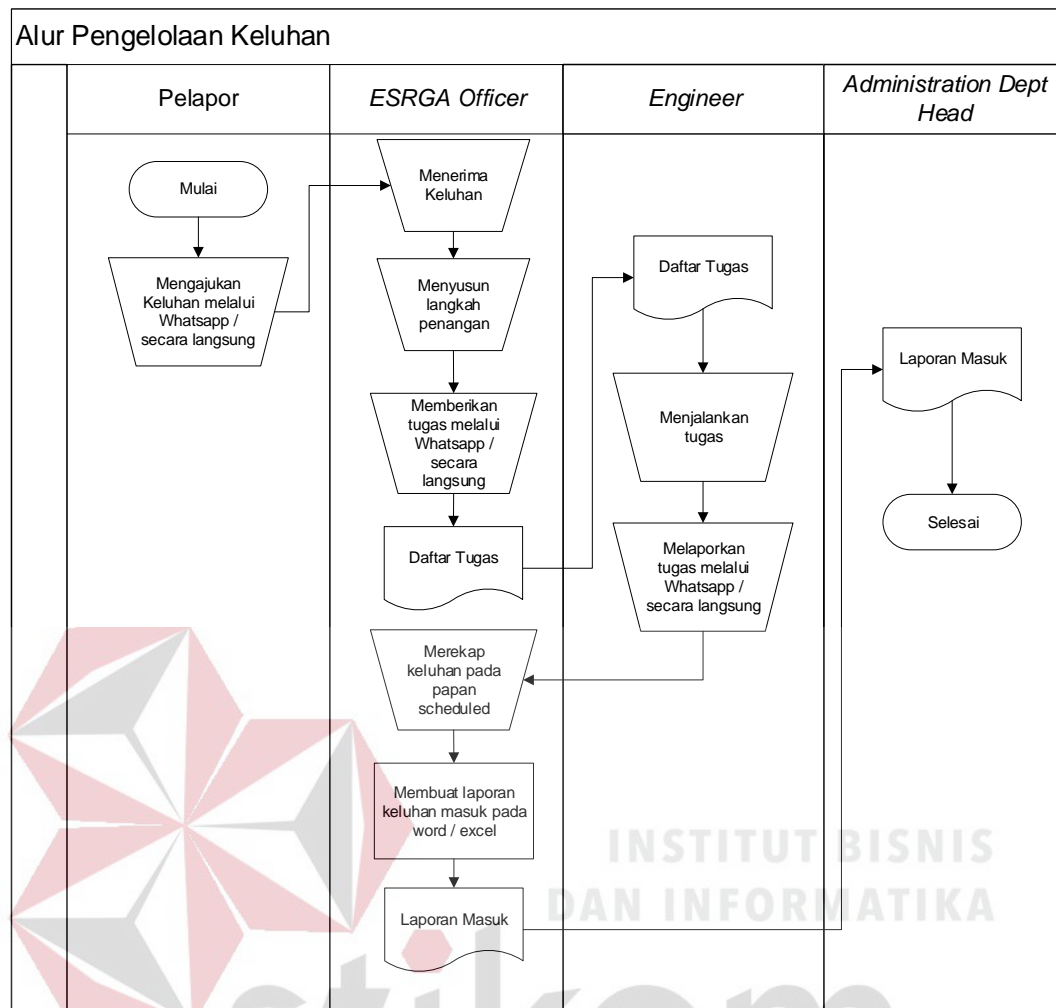 Alur Pengelolaan Keluhan
Pelapor
ESRGA Officer
Engineer
Administration Dept
Head
Mulai
Mengajukan
Keluhan melalui
Whatsapp /
secara langsung
Menerima
Keluhan
Menyusun
langkah
penangan
Memberikan
tugas melalui
Whatsapp /
secara
langsung
Daftar Tugas
Merekap
keluhan pada
papan
scheduled
Membuat laporan
keluhan masuk pada
word / excel
Laporan Masuk
Daftar Tugas
Menjalankan
tugas
Melaporkan
tugas melalui
Whatsapp /
secara langsung
Laporan Masuk
Selesai
INSTITUT BISNIS
DAN INFORMATIKA
stikom